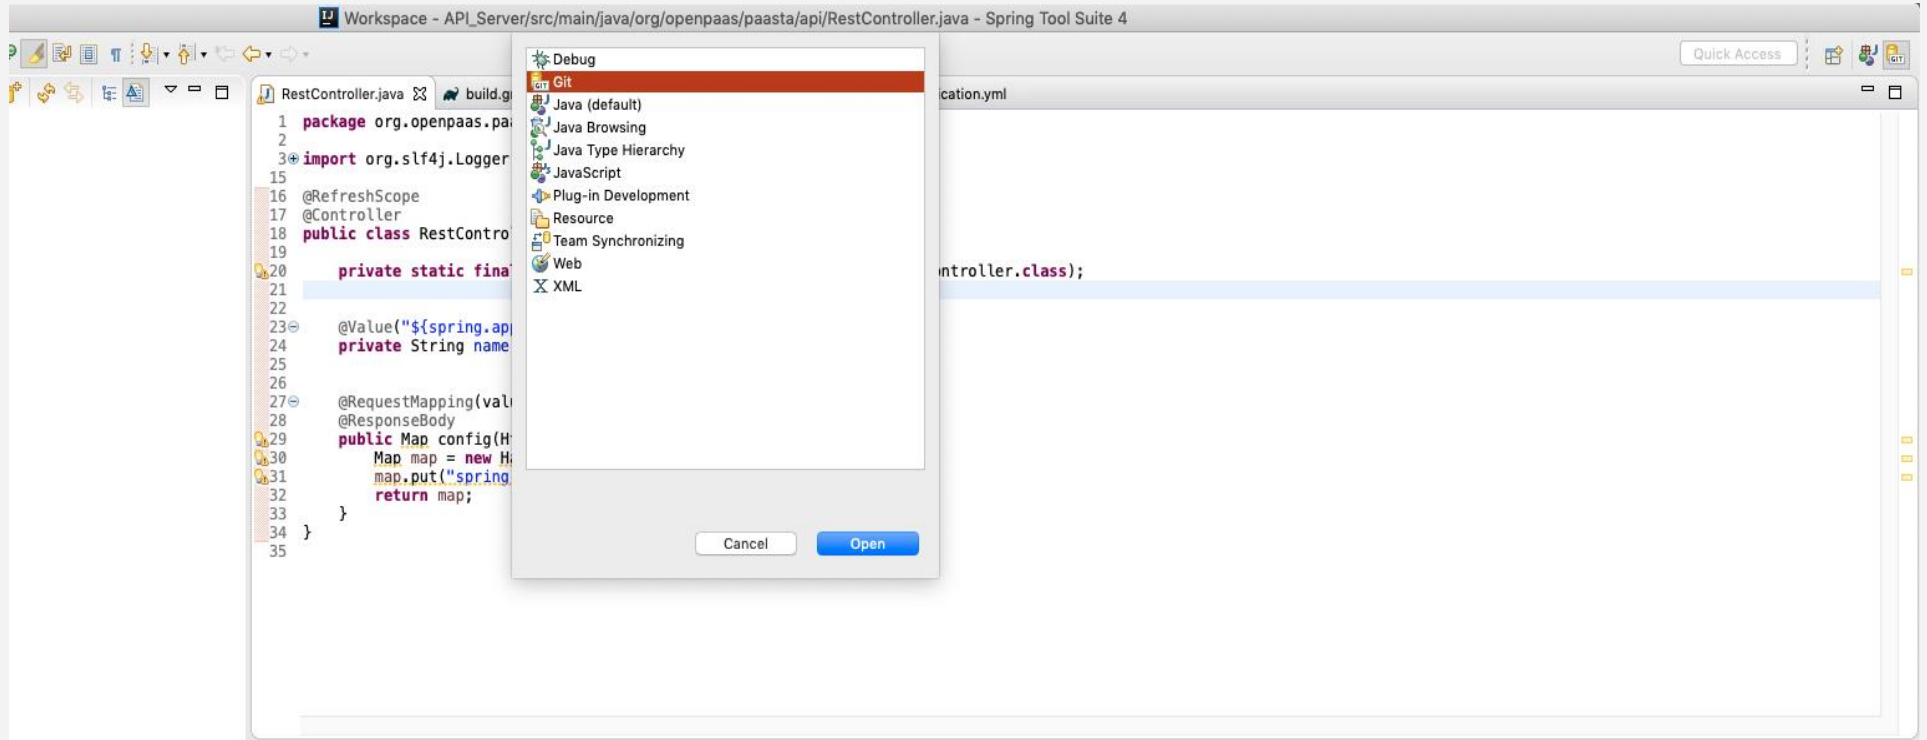 Workspace - API_Server/src/main/java/org/openpaas/paasta/api/RestController.java - Spring Tool Suite 4
Quick Access
RestController.java
build.g
ication.yml
Debug
Git
Java (default)
Java Browsing
Java Type Hierarchy
JavaScript
Plug-in Development
Resource
Team Synchronizing
Web
XML
Cancel
Open
1 package org.openpaas.pa
2
3 import org.slf4j.Logger
15
16 @RefreshScope
17 @Controller
18 public class RestContro
19
20 private static fina ntroller.class);
21
22
23 @Value("${spring.ap
24 private String name
25
26
27 @RequestMapping(val
28 @ResponseBody
29 public Map config(H
30 Map map = new Ha
31 map.put("spring
32 return map;
33 }
34 }
35